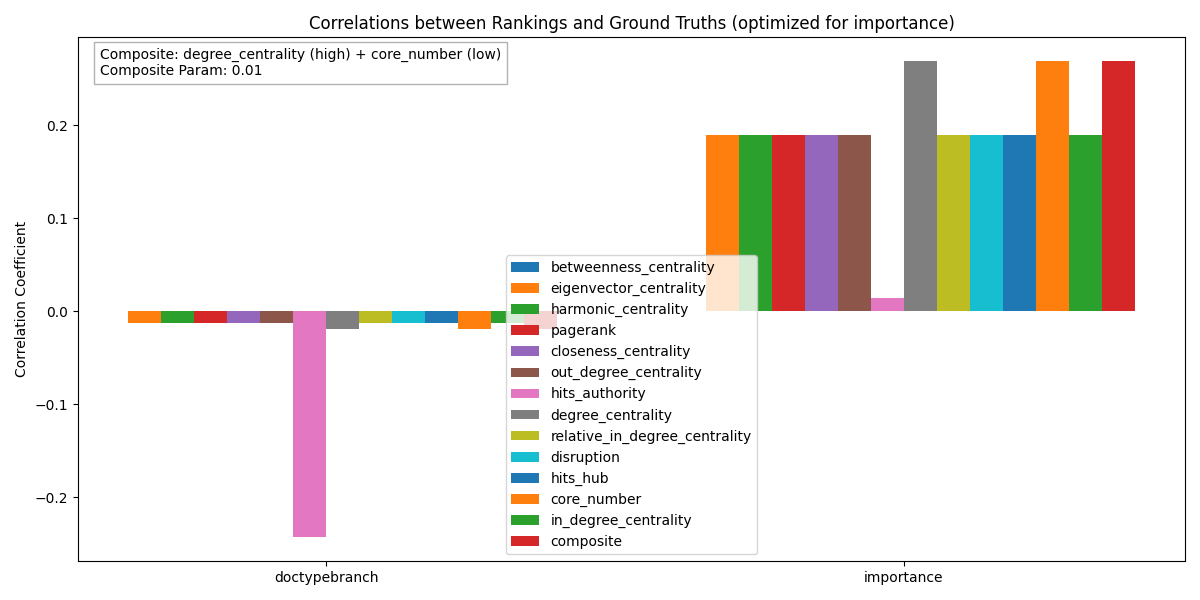 Correlations between Rankings and Ground Truths (optimized for importance)
Composite: degree_centrality (high) + core_number (low)
Composite Param: 0.01
Correlation Coefficient
0.2
0.1
0.0
−0.1
−0.2
betweenness_centrality
eigenvector_centrality
harmonic_centrality
pagerank
closeness_centrality
out_degree_centrality
hits_authority
degree_centrality
relative_in_degree_centrality
disruption
hits_hub
core_number
in_degree_centrality
composite
doctypebranch
importance